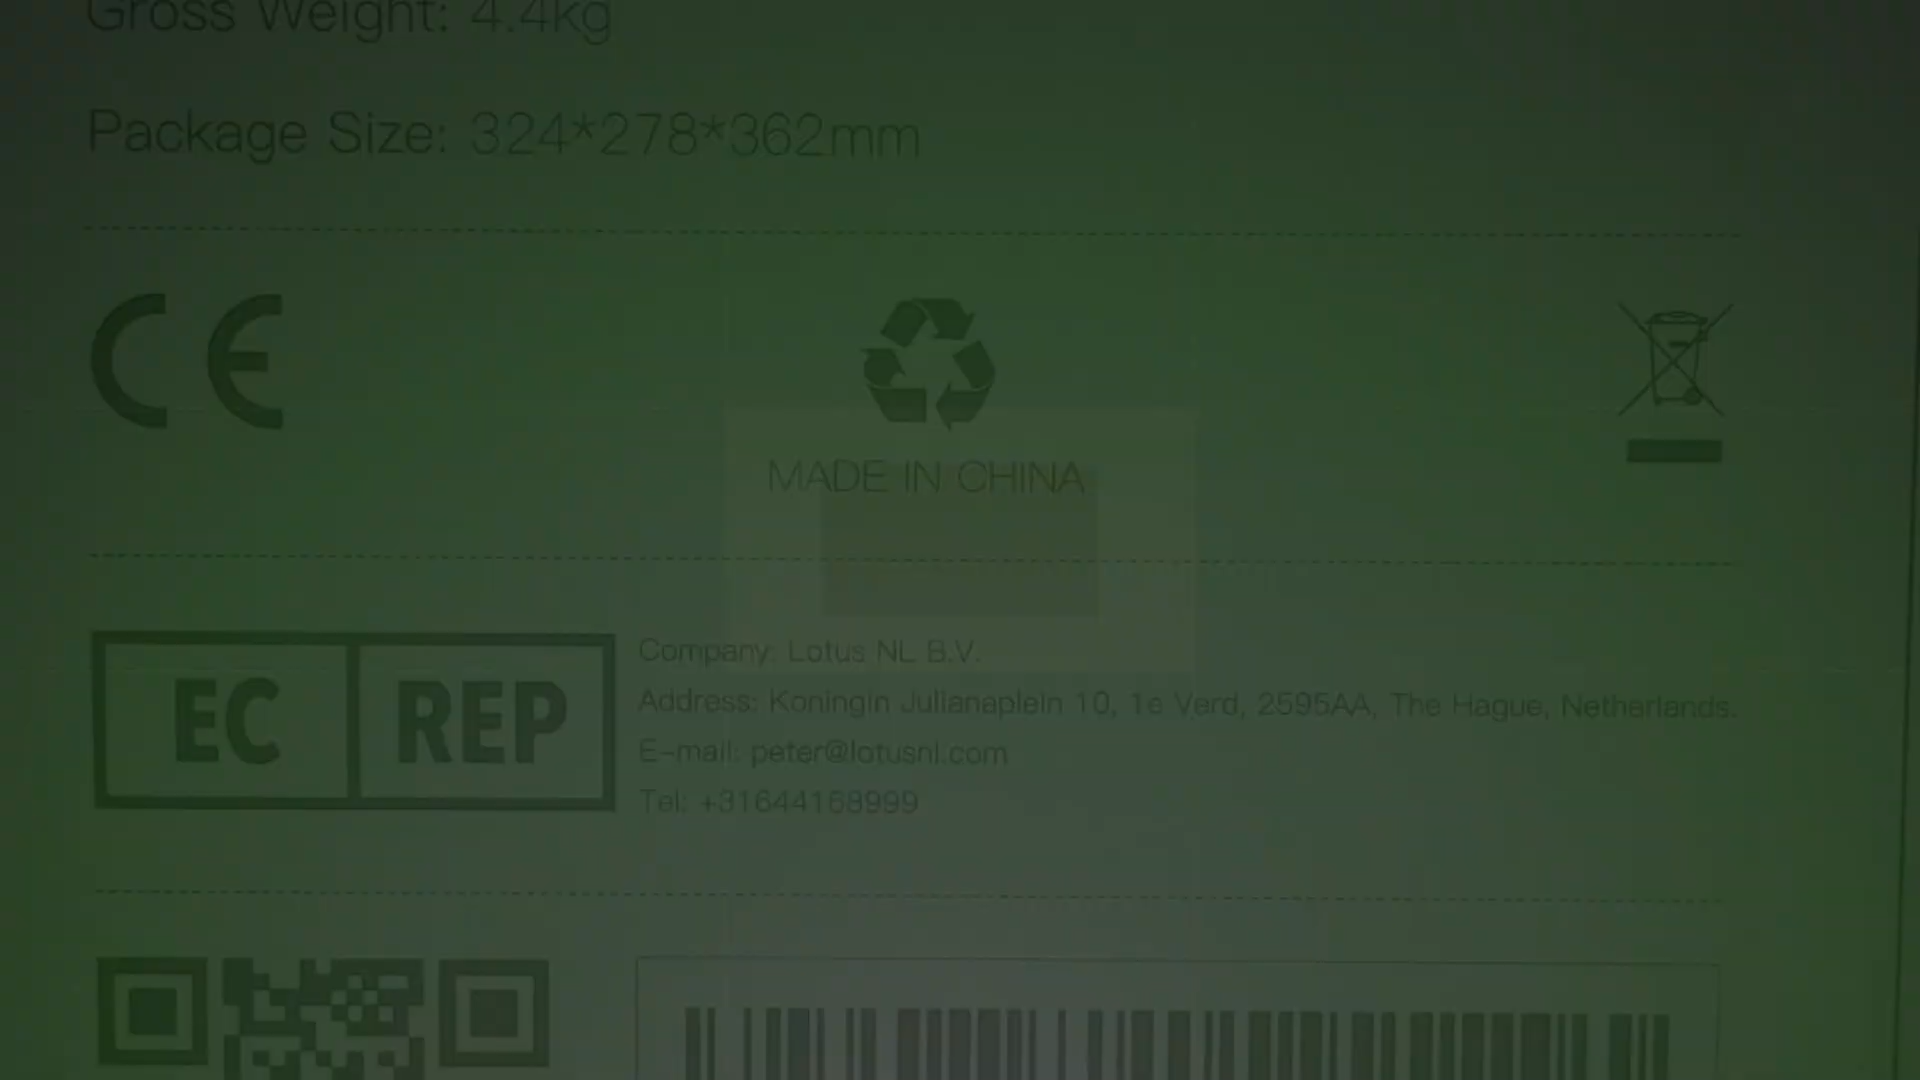 Gross Weight: 4.4kg
Package Size: 324*278*362mm
CE
MADE IN CHINA
EC REP
Company: Lotus NL B.V.
Address: Koningin Julianaplein 10, 1e Verd, 2595AA, The Hague, Netherlands.
E-mail: peter@lotusnl.com
Tel: +31644168999